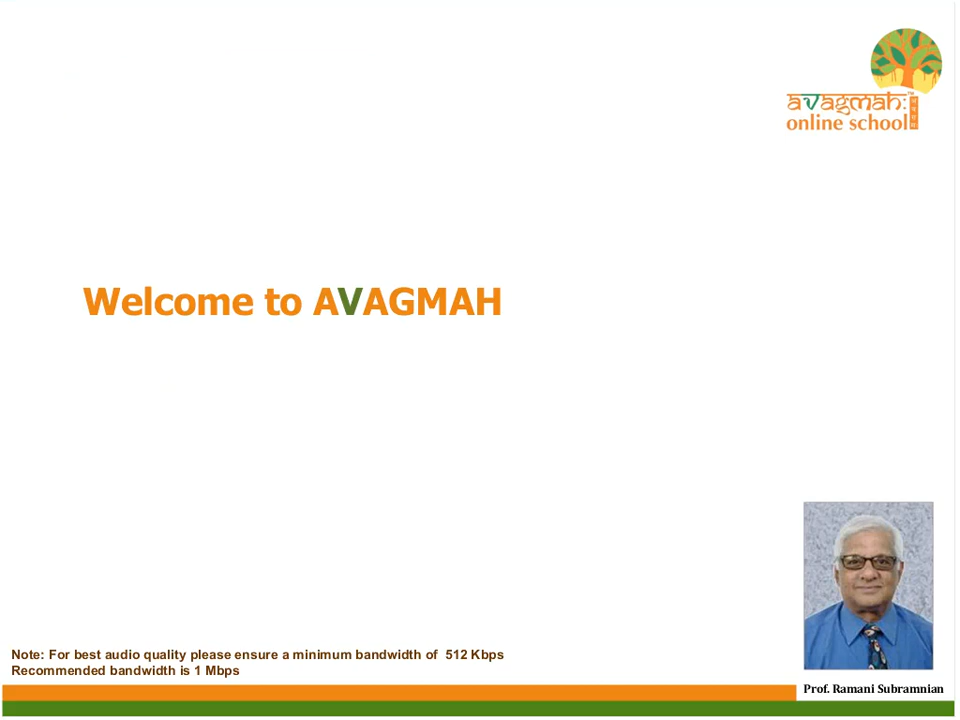 aVagmah:™
online school
Welcome to AVAGMAH
Note: For best audio quality please ensure a minimum bandwidth of 512 Kbps
Recommended bandwidth is 1 Mbps
Prof. Ramani Subramnian